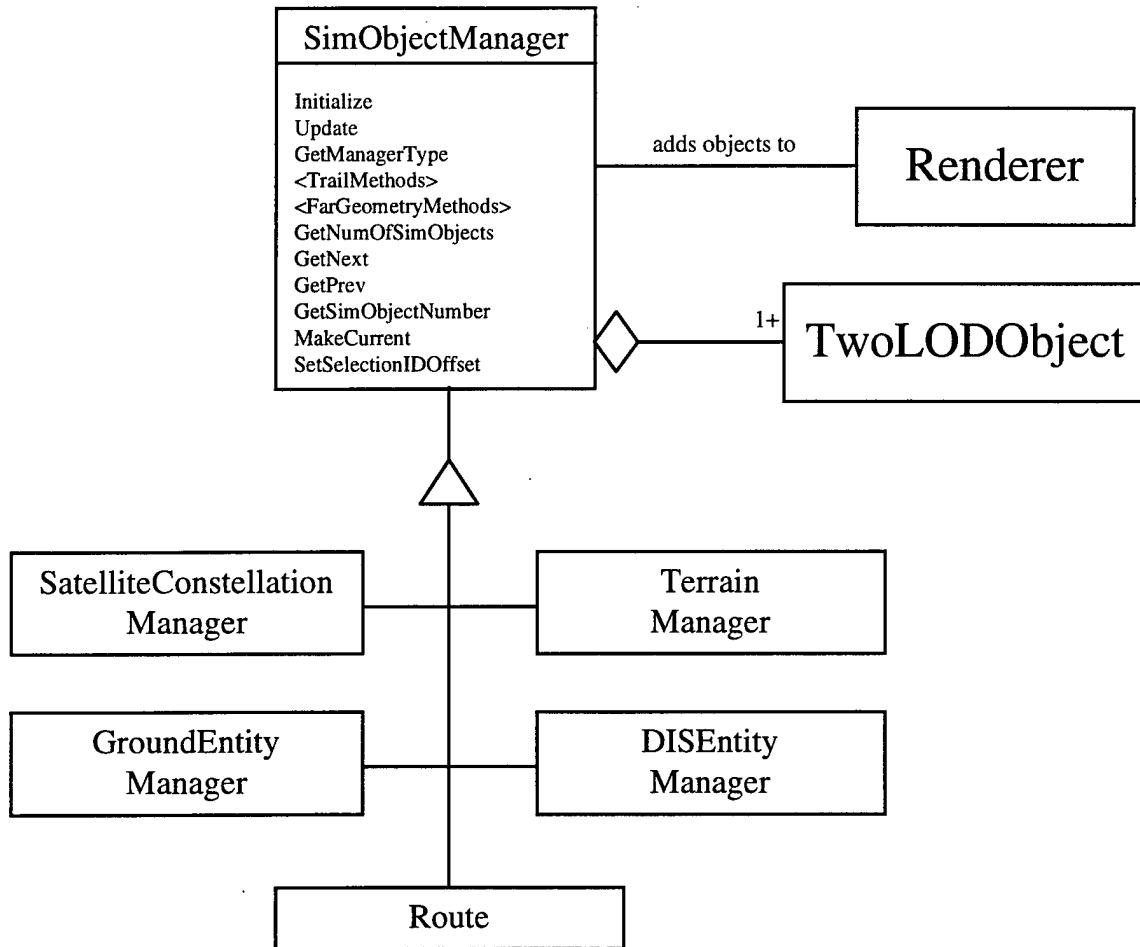 SimObjectManager
Initialize
Update
GetManagerType
<TrailMethods>
<FarGeometryMethods>
GetNumOfSimObjects
GetNext
GetPrev
GetSimObjectNumber
MakeCurrent
SetSelectionIDOffset
adds objects to
Renderer
1+
TwoLODObject
SatelliteConstellation
Manager
Terrain
Manager
GroundEntity
Manager
DISEntity
Manager
Route